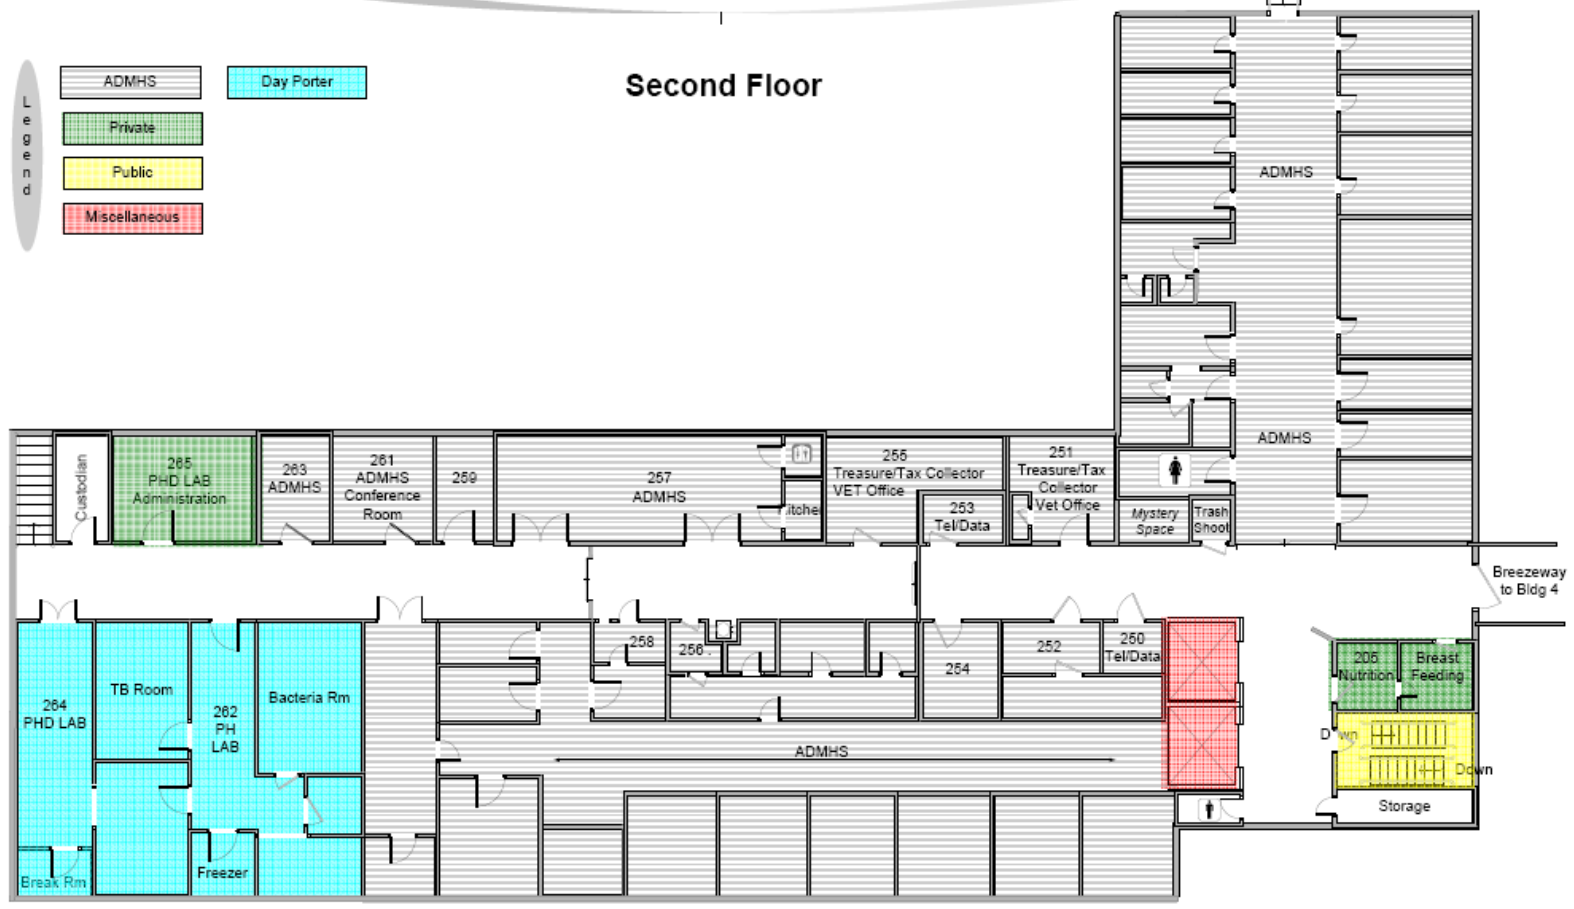 Second Floor
Legend
ADMHS
Day Porter
Private
Public
Miscellaneous
ADMHS
ADMHS
Custodian
265
PHD LAB
Administration
263
ADMHS
261
ADMHS
Conference
Room
259
257
ADMHS
itchen
255
Treasure/Tax Collector
VET Office
253
Tel/Data
251
Treasure/Tax
Collector
Vet Office
Mystery
Space
Trash
Shoot
Breezeway
to Bldg 4
264
PHD LAB
TB Room
262
PH
LAB
Bacteria Rm
Break Rm
Freezer
258
256
254
252
250
Tel/Data
ADMHS
205
Nutrition
Breast
Feeding
Down
Down
Storage